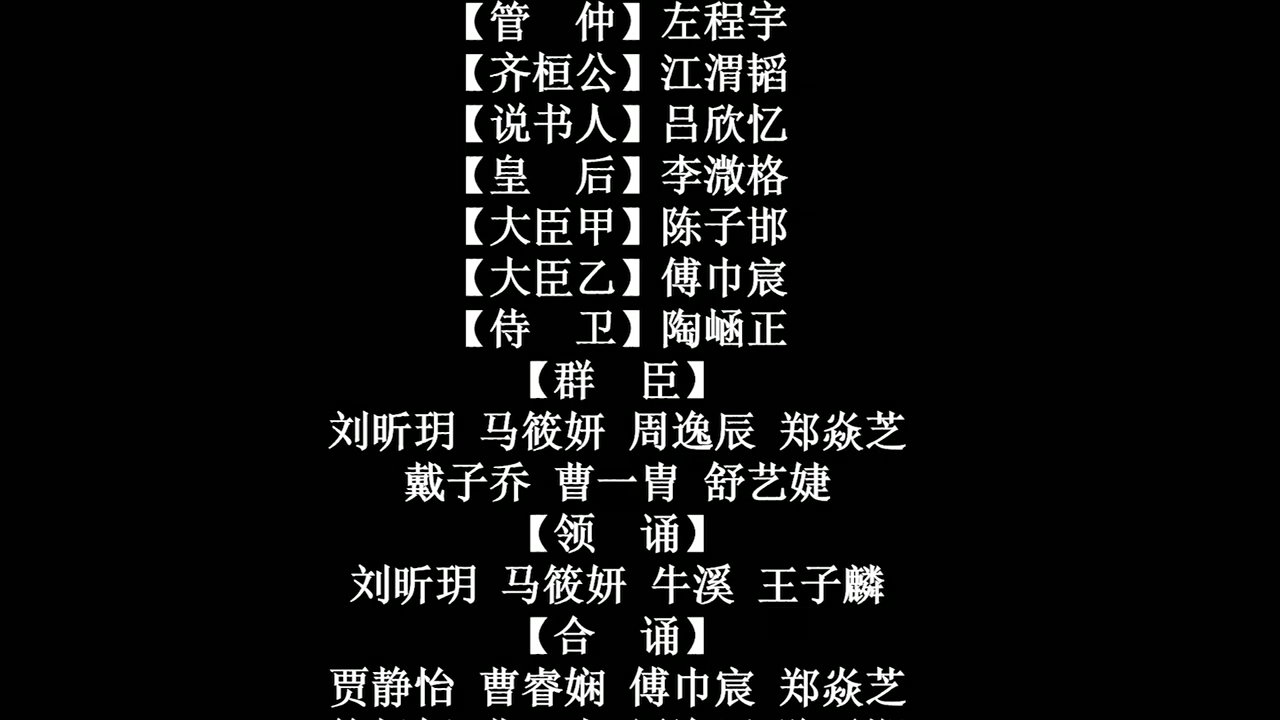 【管　仲】左程宇
【齐桓公】江渭韬
【说书人】吕欣忆
【皇　后】李溦格
【大臣甲】陈子邯
【大臣乙】傅巾宸
【侍　卫】陶崡正
【群　臣】
刘昕玥 马筱妍 周逸辰 郑焱芝
戴子乔 曹一胄 舒艺婕
【领　诵】
刘昕玥 马筱妍 牛溪 王子麟
【合　诵】
贾静怡 曹睿娴 傅巾宸 郑焱芝